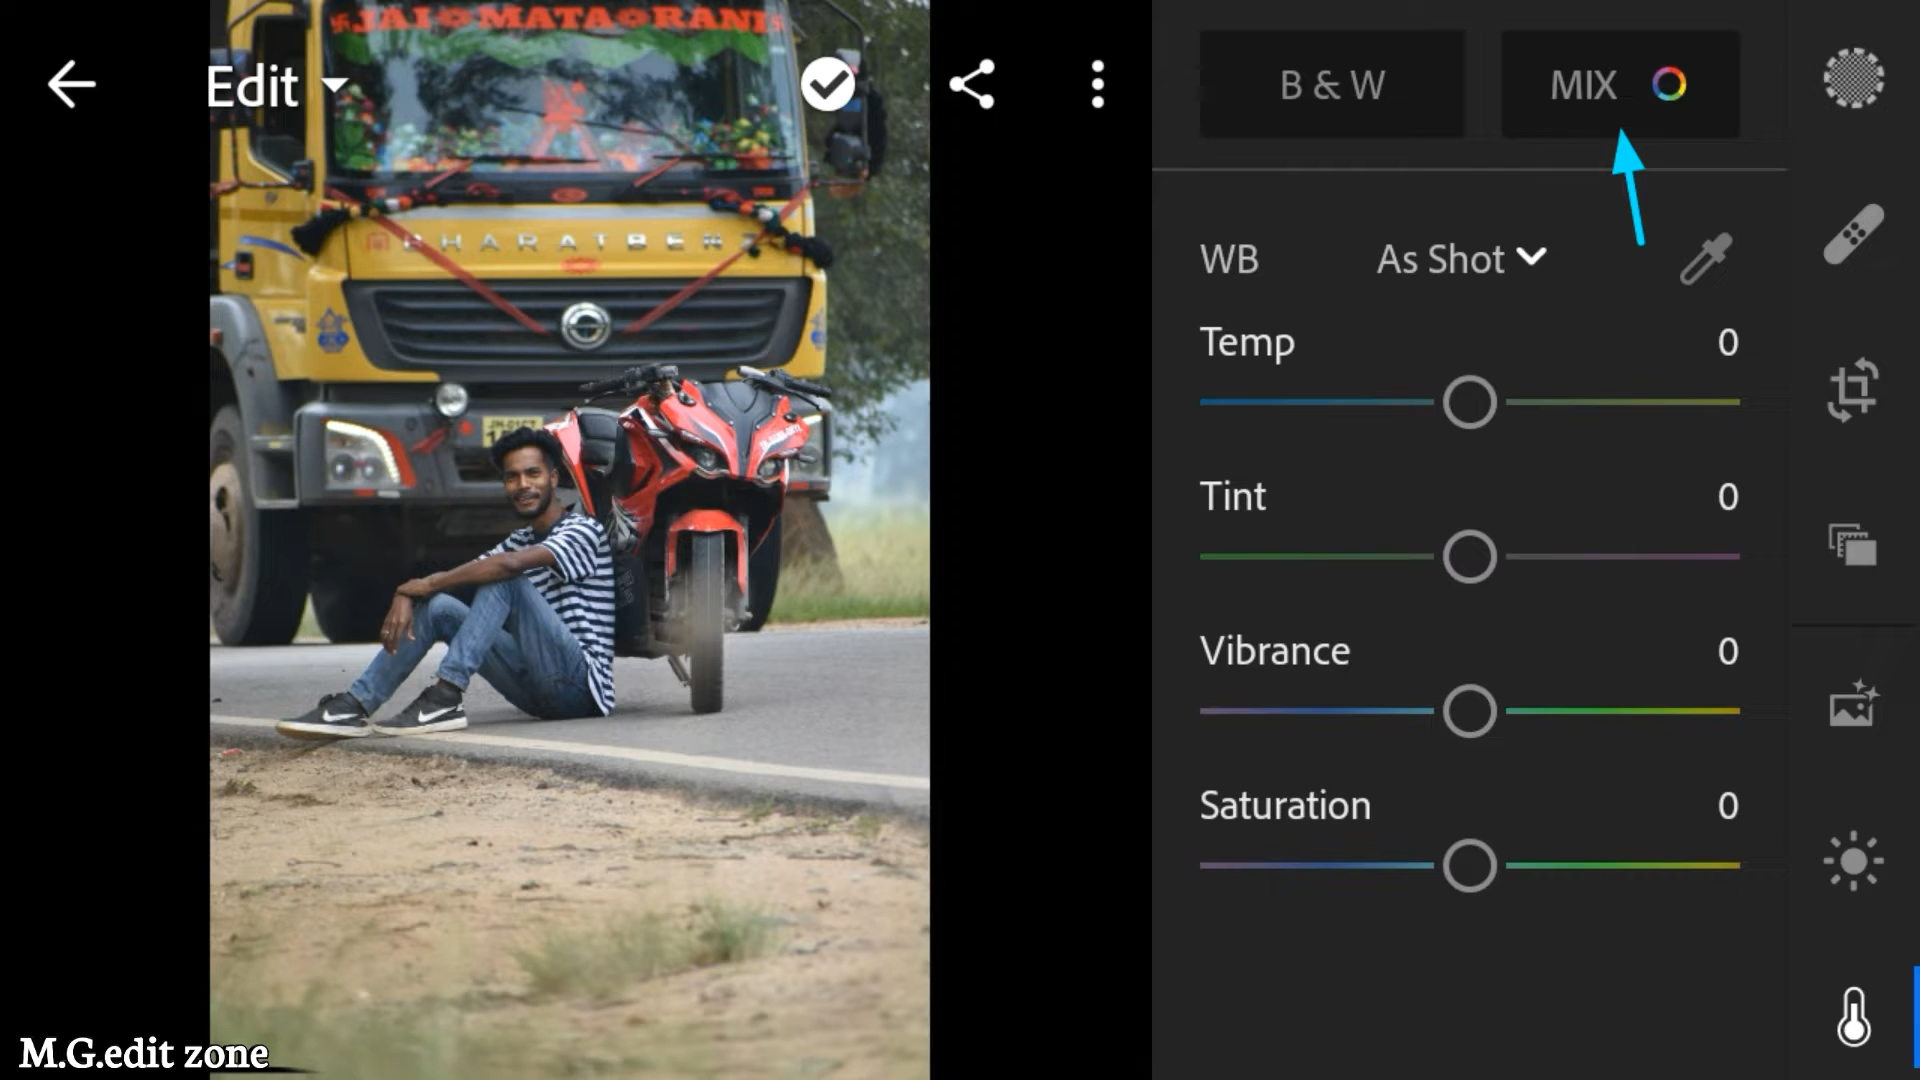 JAI MATA RANI
Edit
B & W
MIX
BHARATBENZ
WB
As Shot
Temp
0
Tint
0
Vibrance
0
Saturation
0
M.G.edit zone